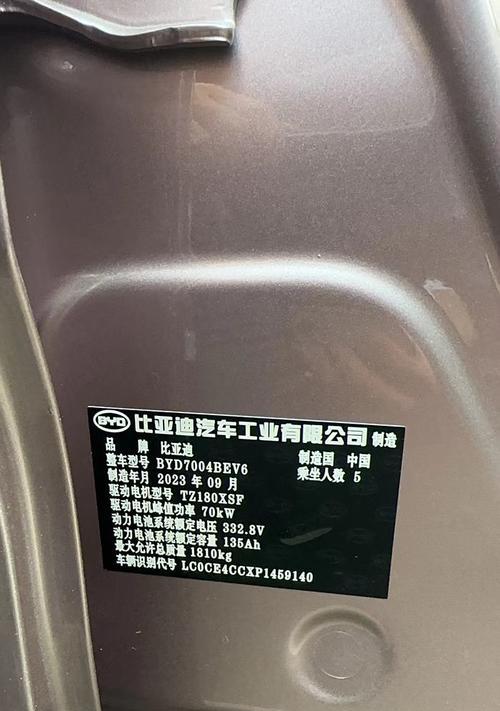 BYD 比亚迪汽车工业有限公司 制造
品牌 比亚迪 制造国 中国
整车型号 BYD7004BEV6 乘坐人数 5
制造年月 2023 年 09 月
驱动电机型号 TZ180XSF
驱动电机峰值功率 70kW
动力电池系统额定电压 332.8V
动力电池系统额定容量 135Ah
最大允许总质量 1810kg
车辆识别代号 LC0CE4CCXP1459140